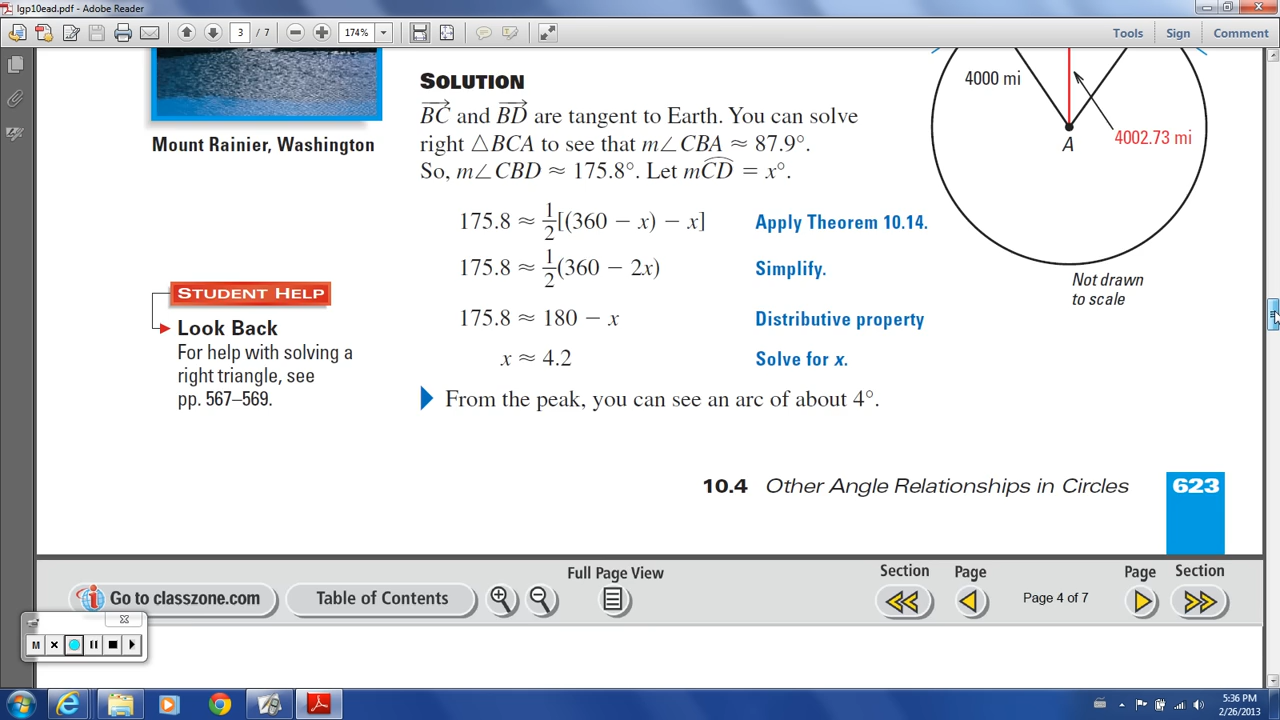 lgp10ead.pdf - Adobe Reader
3 / 7
174%
Tools
Sign
Comment
Mount Rainier, Washington
SOLUTION
BC and BD are tangent to Earth. You can solve
right △BCA to see that m∠CBA ≈ 87.9°.
So, m∠CBD ≈ 175.8°. Let mCD = x°.
175.8 ≈ 1/2[(360 − x) − x] Apply Theorem 10.14.
175.8 ≈ 1/2(360 − 2x) Simplify.
175.8 ≈ 180 − x Distributive property
x ≈ 4.2 Solve for x.
From the peak, you can see an arc of about 4°.
4000 mi
4002.73 mi
A
Not drawn
to scale
STUDENT HELP
Look Back
For help with solving a
right triangle, see
pp. 567–569.
10.4 Other Angle Relationships in Circles 623
Go to classzone.com
Table of Contents
Full Page View
Section
Page
Page 4 of 7
Page
Section
M
5:36 PM
2/26/2013